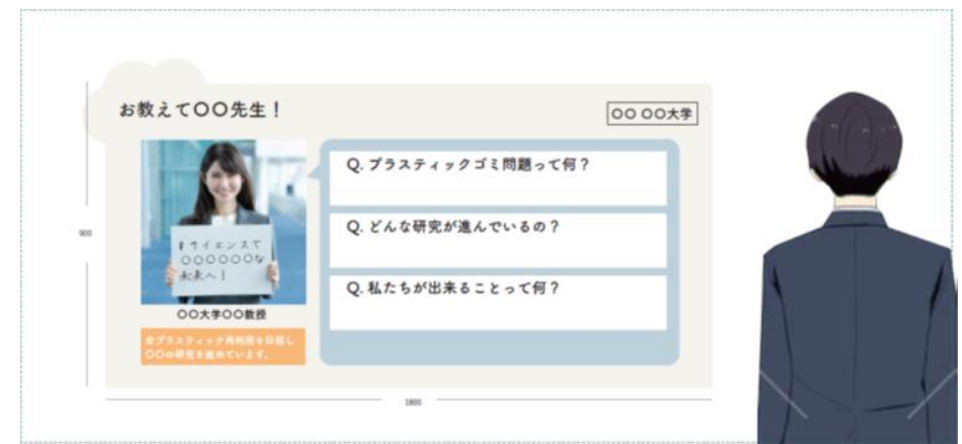 お教えて〇〇先生！
〇〇 〇〇大学
Q. プラスティックゴミ問題って何？
Q. どんな研究が進んでいるの？
Q. 私たちが出来ることって何？
#サイエンスで
〇〇〇〇〇〇な
未来へ！
〇〇大学〇〇教授
全プラスティック再利用を目指し
〇〇の研究を進めています。
900
1800